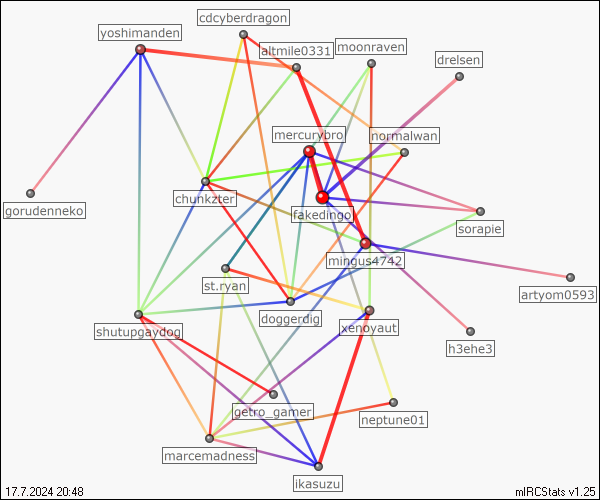 cdcyberdragon
yoshimanden
altmile0331
moonraven
drelsen
mercurybro
normalwan
chunkzter
gorudenneko
fakedingo
sorapie
mingus4742
st.ryan
artyom0593
doggerdig
xenoyaut
shutupgaydog
h3ehe3
getro_gamer
neptune01
marcemadness
ikasuzu
17.7.2024 20:48
mIRCStats v1.25